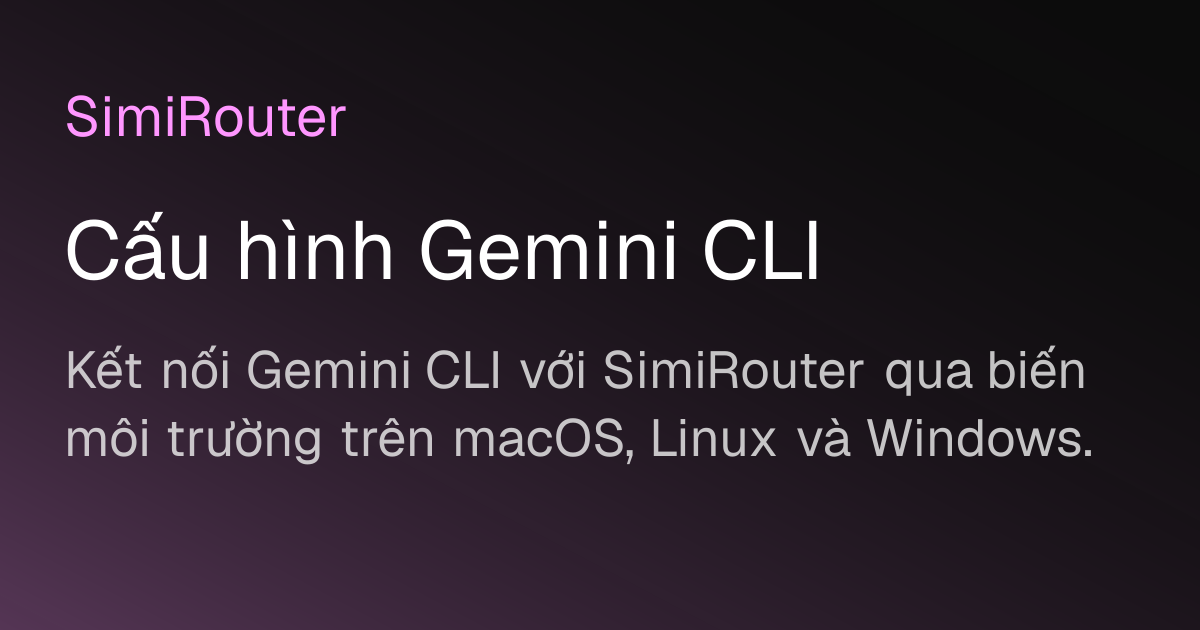 SimiRouter
Cấu hình Gemini CLI
Kết nối Gemini CLI với SimiRouter qua biến
môi trường trên macOS, Linux và Windows.